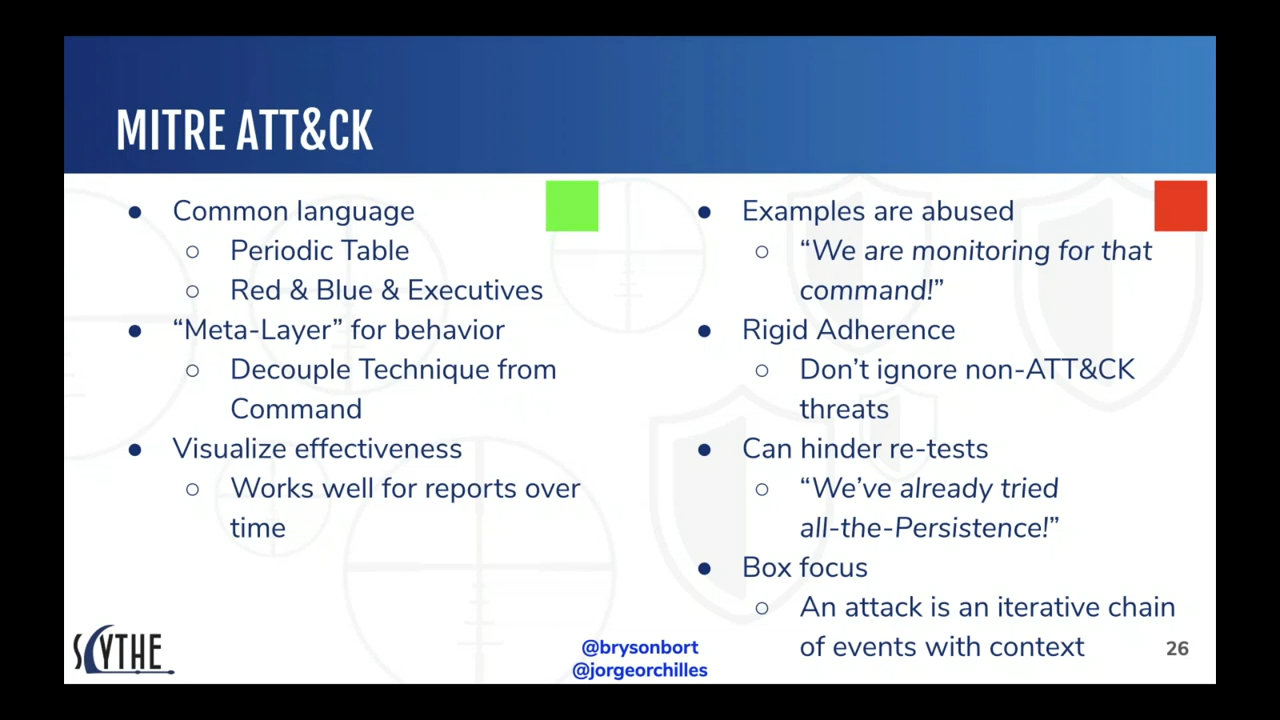 MITRE ATT&CK
● Common language
○ Periodic Table
○ Red & Blue & Executives
● “Meta-Layer” for behavior
○ Decouple Technique from
Command
● Visualize effectiveness
○ Works well for reports over
time
● Examples are abused
○ “We are monitoring for that
command!”
● Rigid Adherence
○ Don’t ignore non-ATT&CK
threats
● Can hinder re-tests
○ “We’ve already tried
all-the-Persistence!”
● Box focus
○ An attack is an iterative chain
of events with context
SCYTHE
@brysonbort
@jorgeorchilles
26